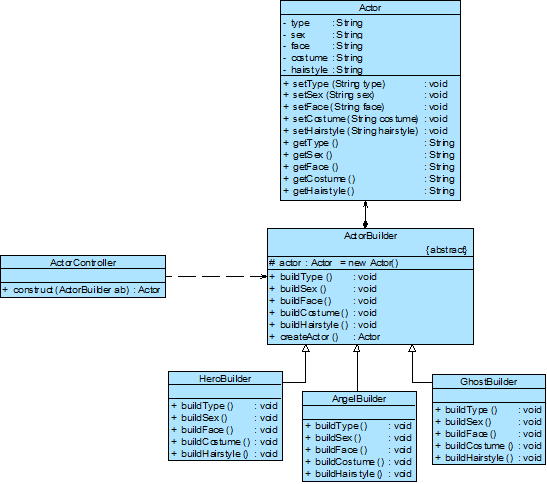 Actor
- type : String
- sex : String
- face : String
- costume : String
- hairstyle : String
+ setType (String type) : void
+ setSex (String sex) : void
+ setFace (String face) : void
+ setCostume (String costume) : void
+ setHairstyle (String hairstyle) : void
+ getType () : String
+ getSex () : String
+ getFace () : String
+ getCostume () : String
+ getHairstyle () : String
ActorBuilder
{abstract}
# actor : Actor = new Actor()
+ buildType () : void
+ buildSex () : void
+ buildFace () : void
+ buildCostume () : void
+ buildHairstyle () : void
+ createActor () : Actor
ActorController
+ construct (ActorBuilder ab) : Actor
HeroBuilder
+ buildType () : void
+ buildSex () : void
+ buildFace () : void
+ buildCostume () : void
+ buildHairstyle () : void
AngelBuilder
+ buildType () : void
+ buildSex () : void
+ buildFace () : void
+ buildCostume () : void
+ buildHairstyle () : void
GhostBuilder
+ buildType () : void
+ buildSex () : void
+ buildFace () : void
+ buildCostume () : void
+ buildHairstyle () : void